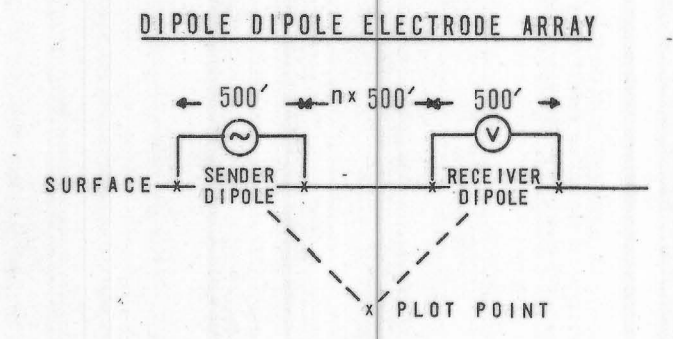 DIPOLE DIPOLE ELECTRODE ARRAY
500' n x 500' 500'
~ V
SURFACE SENDER DIPOLE RECEIVER DIPOLE
x PLOT POINT